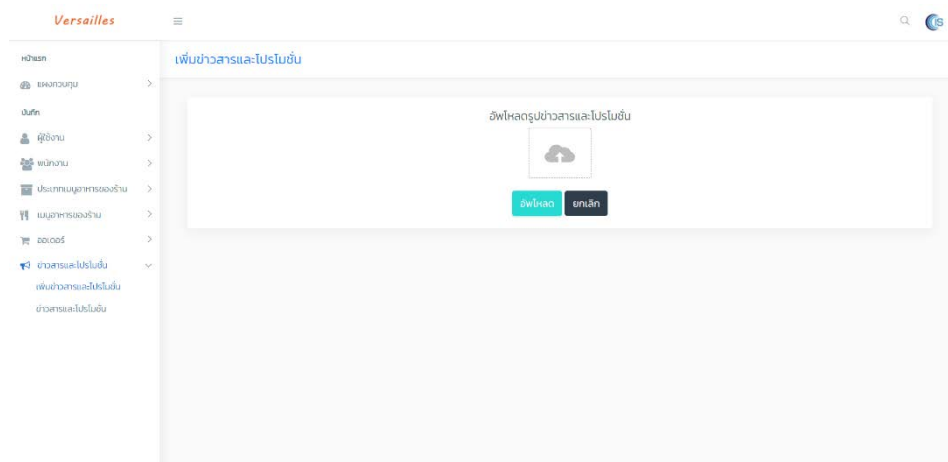 Versailles
หน้าแรก
แผงควบคุม
บันทึก
ผู้ใช้งาน
พนักงาน
ประเภทเมนูอาหารของร้าน
เมนูอาหารของร้าน
ออเดอร์
ข่าวสารและโปรโมชั่น
เพิ่มข่าวสารและโปรโมชั่น
ข่าวสารและโปรโมชั่น
เพิ่มข่าวสารและโปรโมชั่น
อัพโหลดรูปข่าวสารและโปรโมชั่น
อัพโหลด ยกเลิก